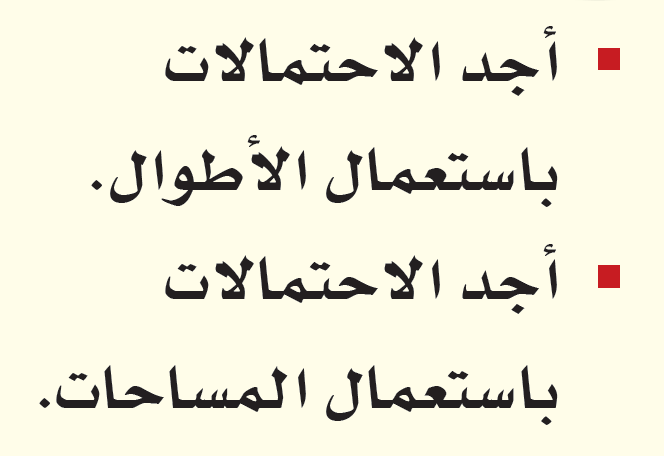 أجد الاحتمالات
باستعمال الأطوال.
أجد الاحتمالات
باستعمال المساحات.